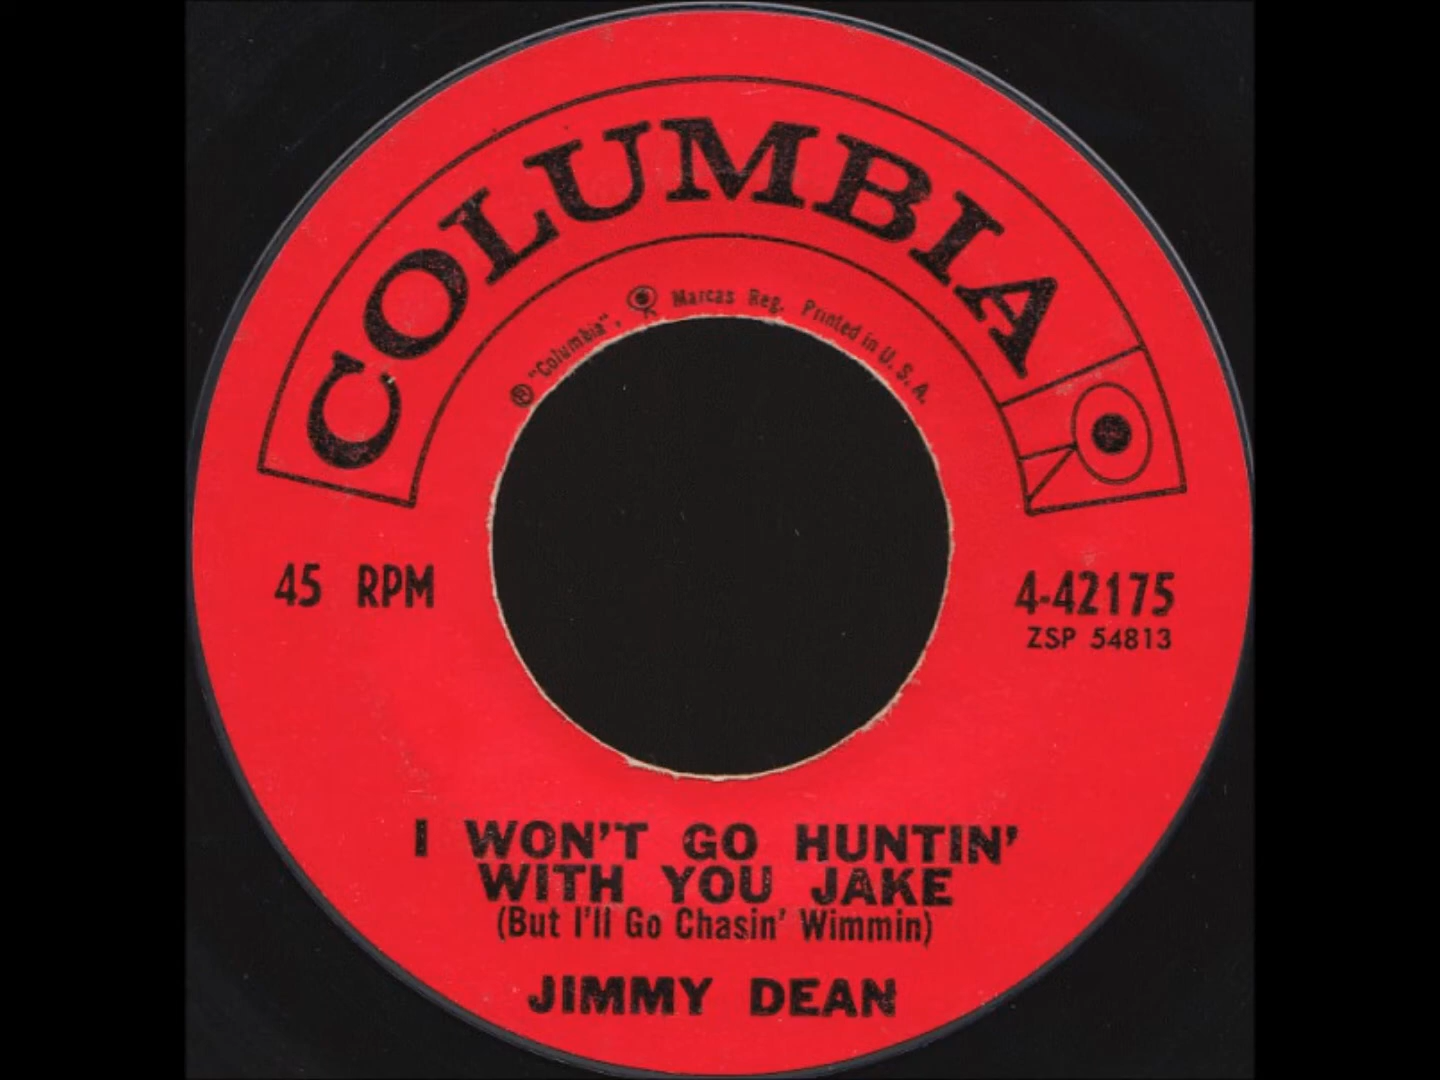 COLUMBIA
Ⓡ "Columbia", Marcas Reg. Printed in U. S. A.
45 RPM
4-42175
ZSP 54813
I WON'T GO HUNTIN'
WITH YOU JAKE
(But I'll Go Chasin' Wimmin)
JIMMY DEAN